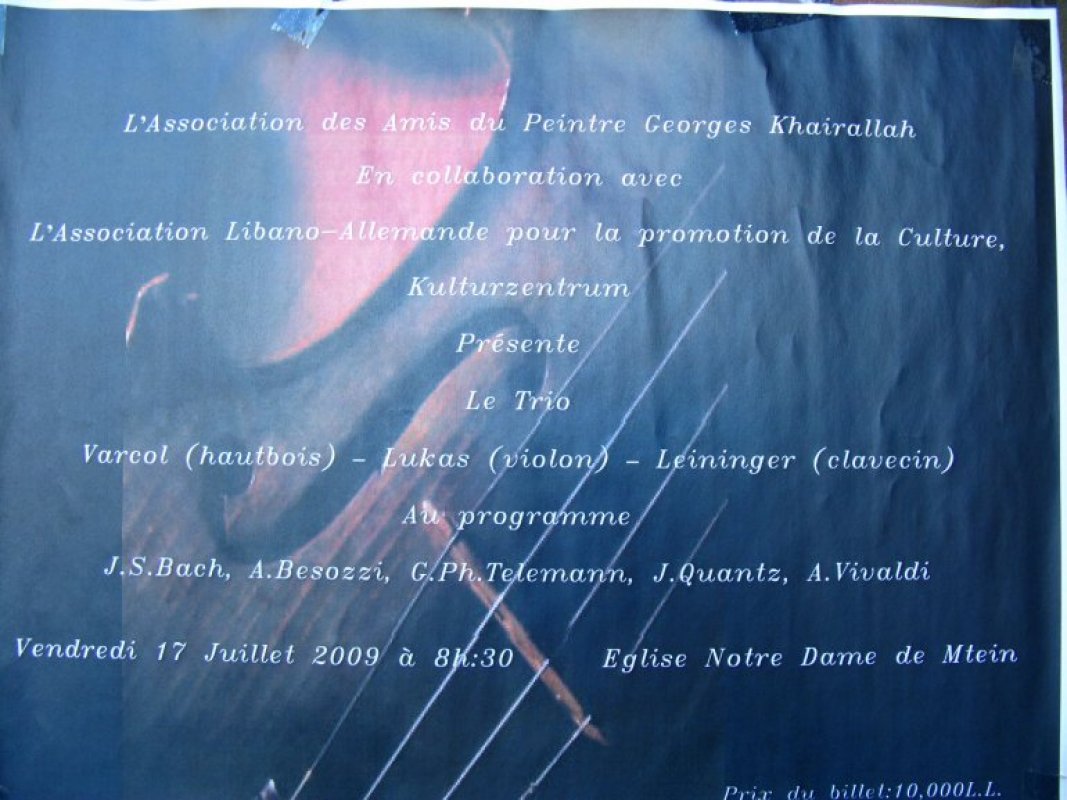 L'Association des Amis du Peintre Georges Khairallah
En collaboration avec
L'Association Libano-Allemande pour la promotion de la Culture,
Kulturzentrum
Présente
Le Trio
Varcol (hautbois) - Lukas (violon) - Leininger (clavecin)
Au programme
J.S.Bach, A.Besozzi, G.Ph.Telemann, J.Quantz, A.Vivaldi
Vendredi 17 Juillet 2009 à 8h:30 Eglise Notre Dame de Mtein
Prix du billet:10,000L.L.